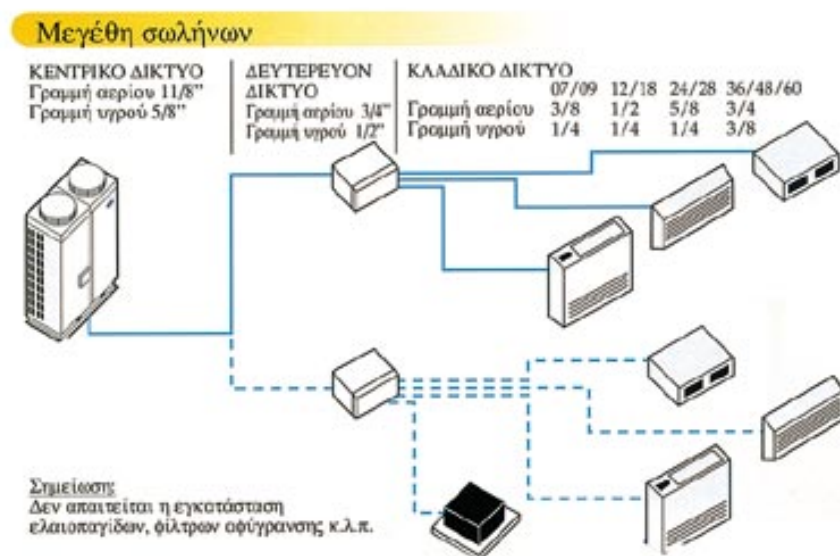 Μεγέθη σωλήνων
ΚΕΝΤΡΙΚΟ ΔΙΚΤΥΟ
Γραμμή αερίου 11/8”
Γραμμή υγρού 5/8”
ΔΕΥΤΕΡΕΥΟΝ
ΔΙΚΤΥΟ
Γραμμή αερίου 3/4”
Γραμμή υγρού 1/2”
ΚΛΑΔΙΚΟ ΔΙΚΤΥΟ
07/09 12/18 24/28 36/48/60
Γραμμή αερίου 3/8 1/2 5/8 3/4
Γραμμή υγρού 1/4 1/4 1/4 3/8
Σημείωση:
Δεν απαιτείται η εγκατάσταση
ελαιοπαγίδων, φίλτρων αφύγρανσης κ.λ.π.